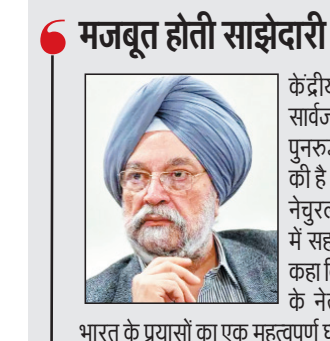 मजबूत होती साझेदारी
केंद्रीय
सार्वज
पुनरु
की है
नेचुरल
में सह
कहा कि
के नेत
भारत के प्रयासों का एक महत्वपूर्ण घ